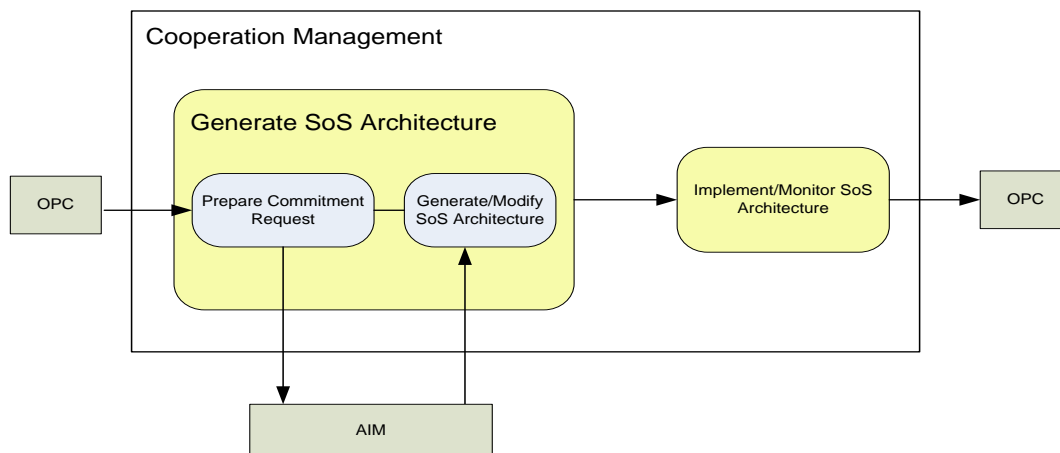 Cooperation Management
Generate SoS Architecture
OPC
Prepare Commitment
Request
Generate/Modify
SoS Architecture
Implement/Monitor SoS
Architecture
OPC
AIM